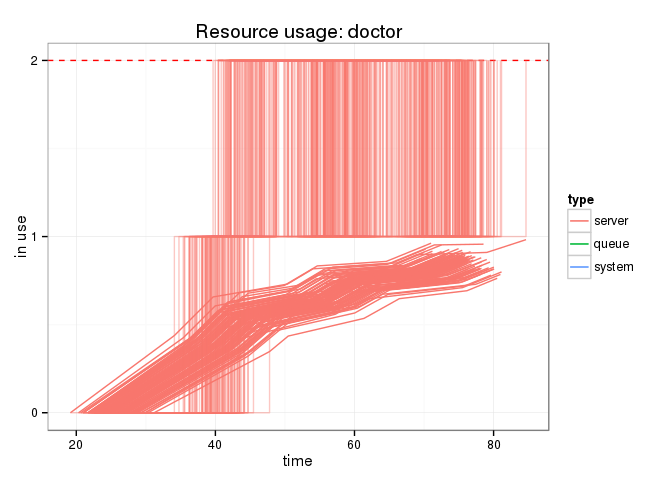 Resource usage: doctor
2
1
0
in use
20 40 60 80
time
type
server
queue
system